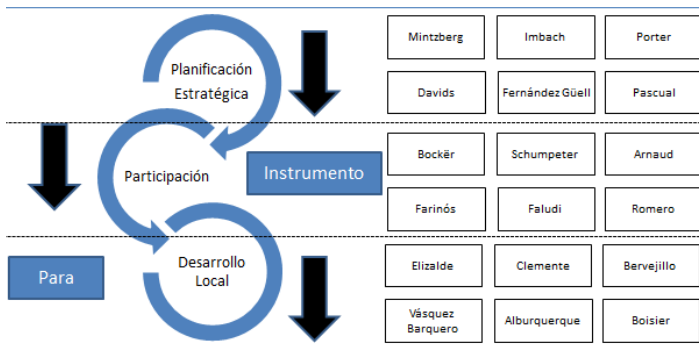 Mintzberg
Imbach
Porter
Planificación
Estratégica
Davids
Fernández Güell
Pascual
Participación
Instrumento
Bockër
Schumpeter
Arnaud
Farinós
Faludi
Romero
Para
Desarrollo
Local
Elizalde
Clemente
Bervejillo
Vásquez
Barquero
Alburquerque
Boisier